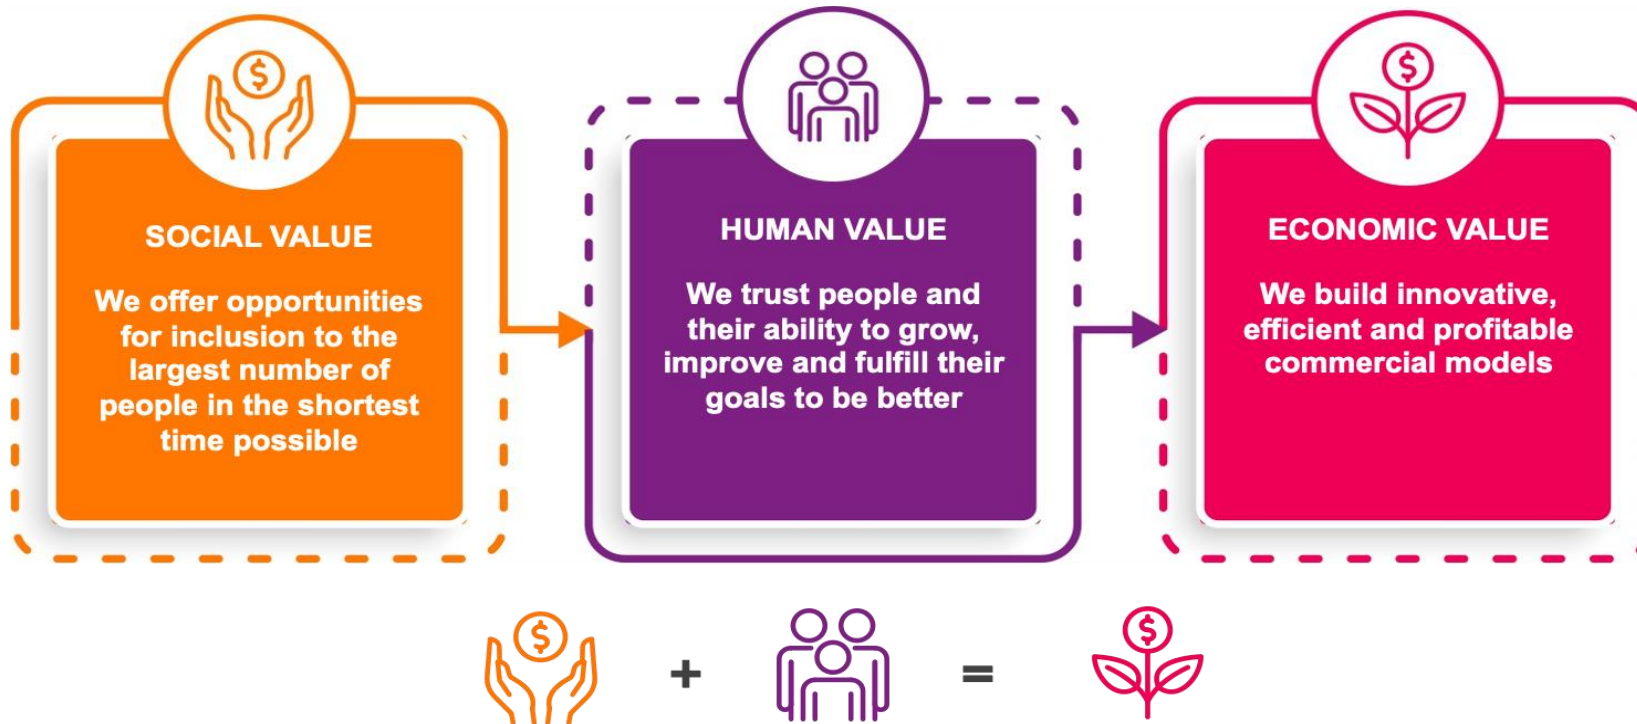 SOCIAL VALUE
We offer opportunities
for inclusion to the
largest number of
people in the shortest
time possible
HUMAN VALUE
We trust people and
their ability to grow,
improve and fulfill their
goals to be better
ECONOMIC VALUE
We build innovative,
efficient and profitable
commercial models
$ + = $